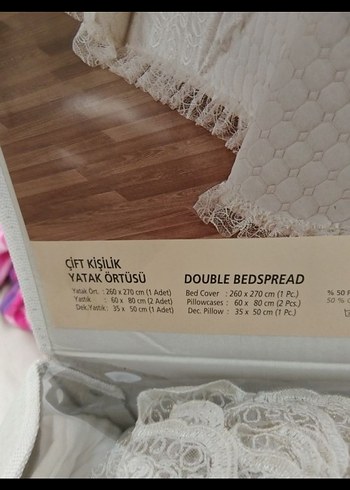 ÇİFT KİŞİLİK
YATAK ÖRTÜSÜ
Yatak Ört. : 260 x 270 cm (1 Adet)
Yastık : 60 x 80 cm (2 Adet)
Dek.Yastık : 35 x 50 cm (1 Adet)
DOUBLE BEDSPREAD
Bed Cover : 260 x 270 cm (1 Pc.)
Pillowcases : 60 x 80 cm (2 Pcs.)
Dec. Pillow : 35 x 50 cm (1 Pc.)
% 50
50 %